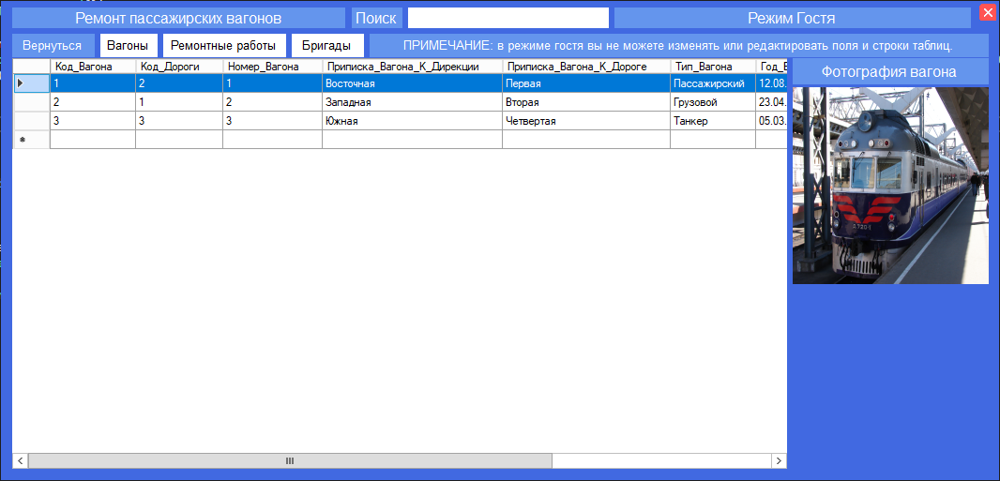 Ремонт пассажирских вагонов Поиск Режим Гостя
Вернуться Вагоны Ремонтные работы Бригады ПРИМЕЧАНИЕ: в режиме гостя вы не можете изменять или редактировать поля и строки таблиц.
Код_Вагона Код_Дороги Номер_Вагона Приписка_Вагона_К_Дирекции Приписка_Вагона_К_Дороге Тип_Вагона Год_В
Фотография вагона
1 2 1 Восточная Первая Пассажирский 12.08.
2 1 2 Западная Вторая Грузовой 23.04.
3 3 3 Южная Четвертая Танкер 05.03.